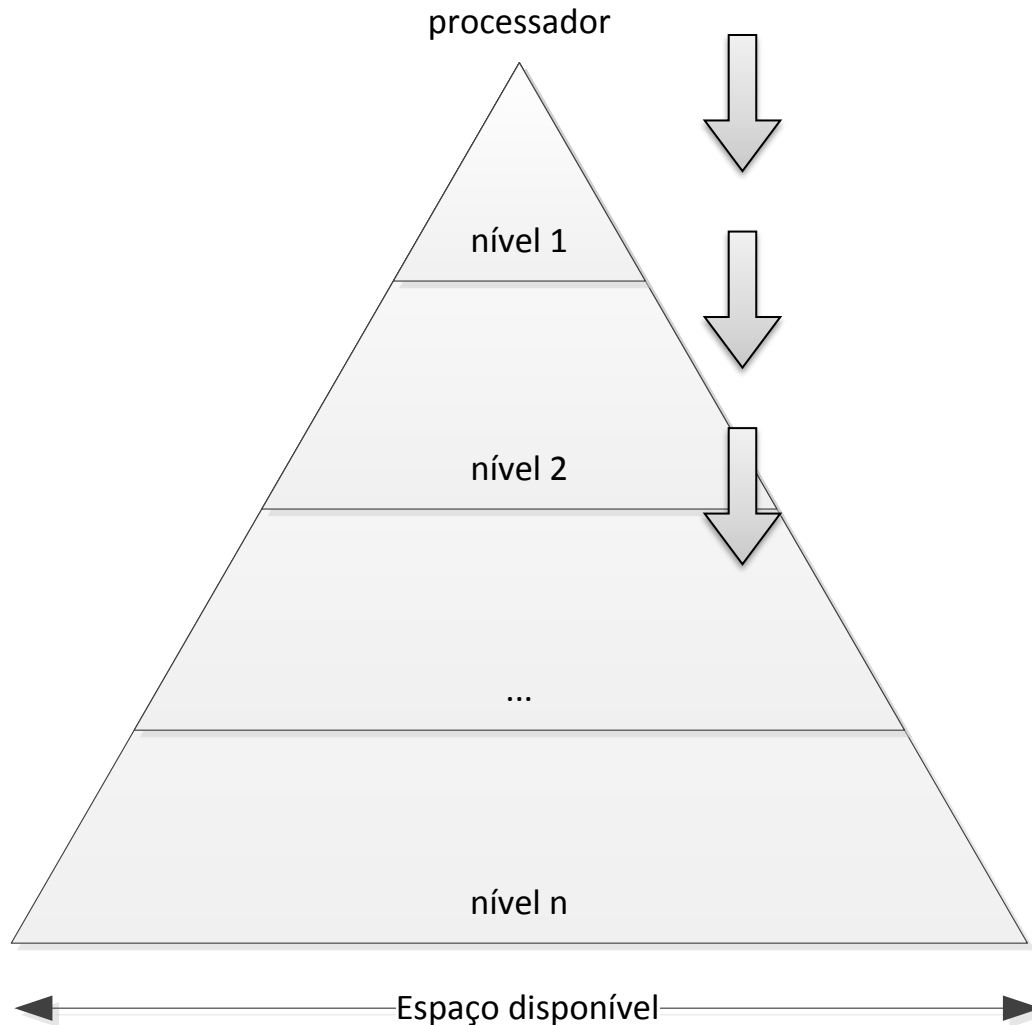 processador
nível 1
nível 2
...
nível n
Espaço disponível